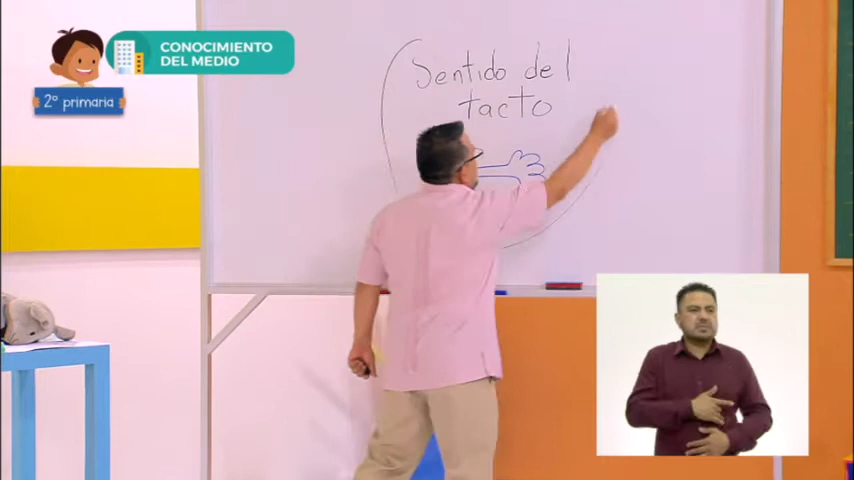 CONOCIMIENTO
DEL MEDIO
2° primaria
Sentido del
tacto